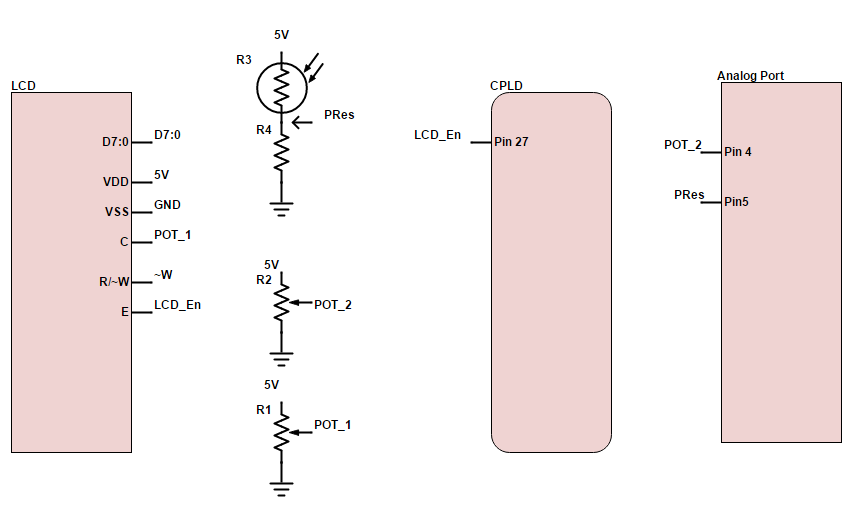 LCD
D7:0
D7:0
VDD
5V
VSS
GND
C
POT_1
R/~W
~W
E
LCD_En
5V
R3
PRes
R4
5V
R2
POT_2
5V
R1
POT_1
CPLD
LCD_En
Pin 27
Analog Port
POT_2
Pin 4
PRes
Pin5